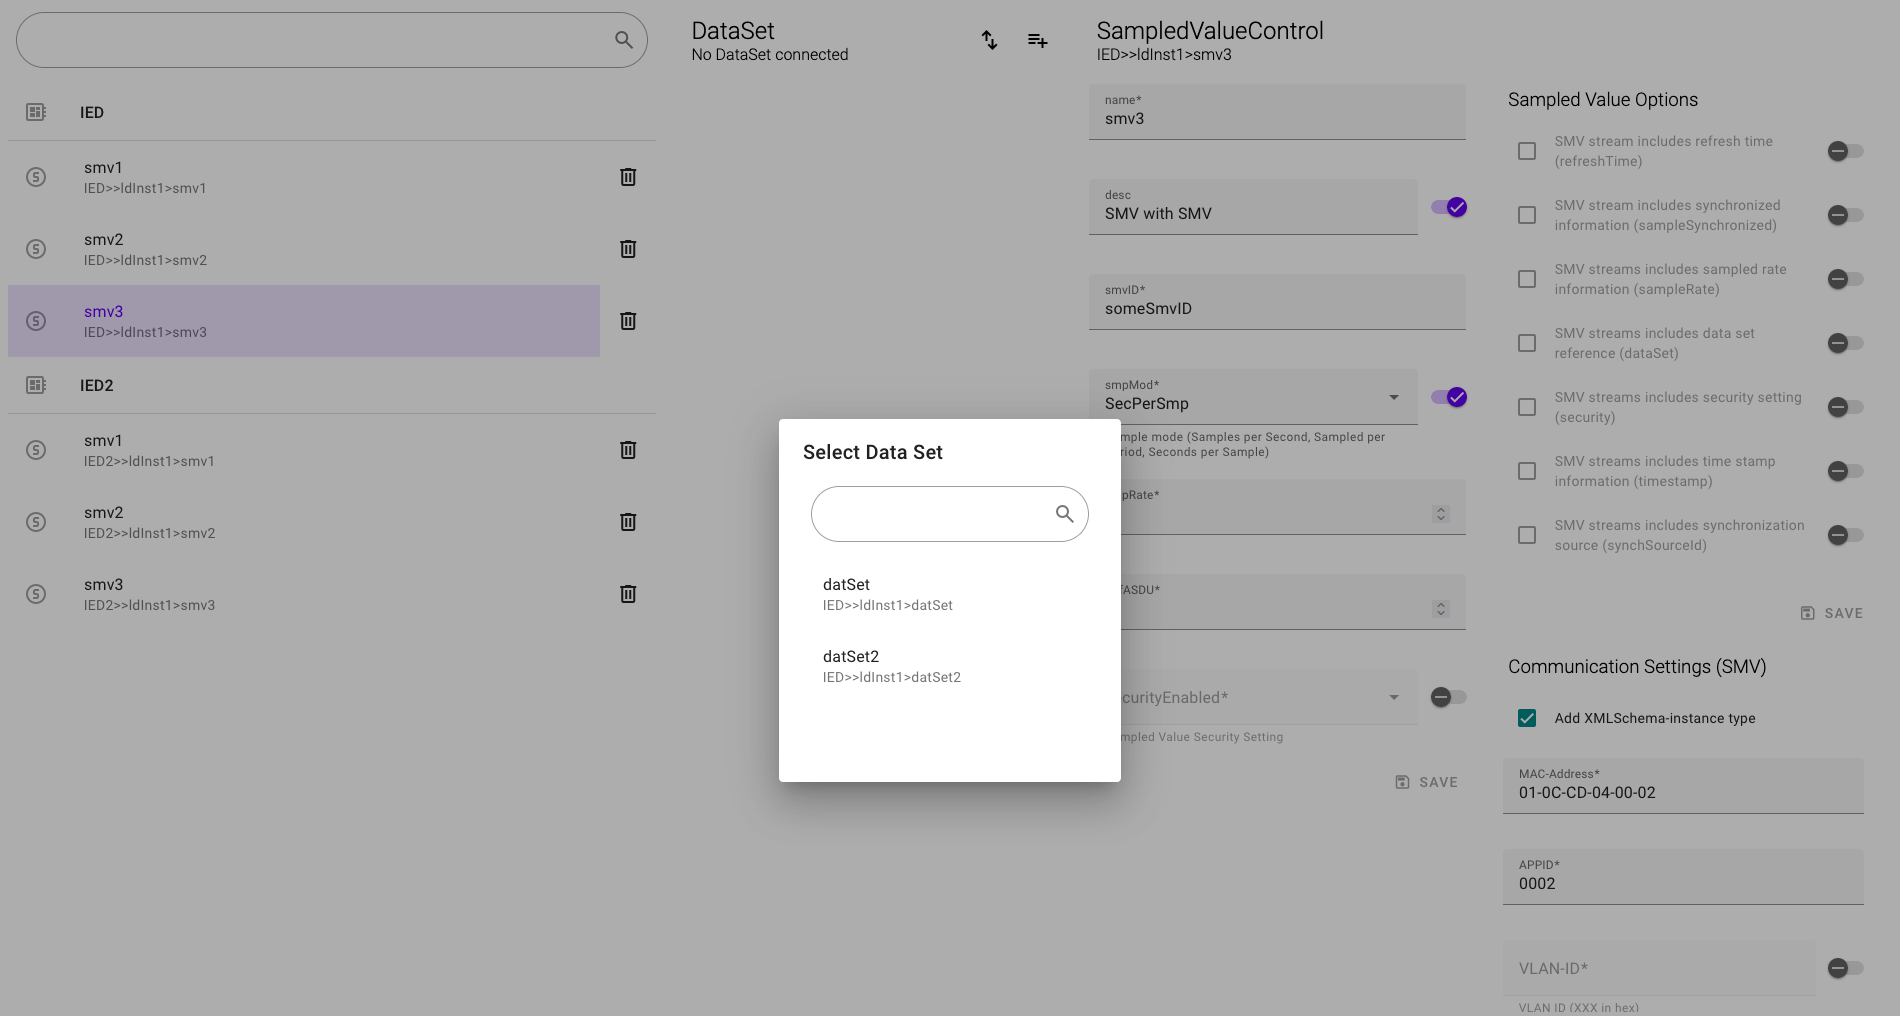 IED
smv1
IED>>ldInst1>smv1
smv2
IED>>ldInst1>smv2
smv3
IED>>ldInst1>smv3
IED2
smv1
IED2>>ldInst1>smv1
smv2
IED2>>ldInst1>smv2
smv3
IED2>>ldInst1>smv3
DataSet
No DataSet connected
Select Data Set
datSet
IED>>ldInst1>datSet
datSet2
IED>>ldInst1>datSet2
SampledValueControl
IED>>ldInst1>smv3
name*
smv3
desc
SMV with SMV
smvID*
someSmvID
smpMod*
SecPerSmp
mple mode (Samples per Second, Sampled per
riod, Seconds per Sample)
pRate*
fASDU*
curityEnabled*
mpled Value Security Setting
SAVE
Sampled Value Options
SMV stream includes refresh time
(refreshTime)
SMV stream includes synchronized
information (sampleSynchronized)
SMV streams includes sampled rate
information (sampleRate)
SMV streams includes data set
reference (dataSet)
SMV streams includes security setting
(security)
SMV streams includes time stamp
information (timestamp)
SMV streams includes synchronization
source (synchSourceId)
SAVE
Communication Settings (SMV)
Add XMLSchema-instance type
MAC-Address*
01-0C-CD-04-00-02
APPID*
0002
VLAN-ID*
VLAN ID (XXX in hex)